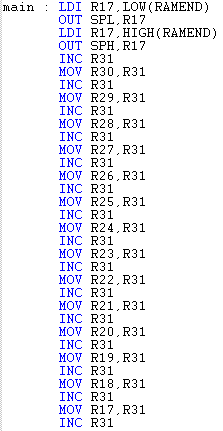 main : LDI R17,LOW(RAMEND)
OUT SPL,R17
LDI R17,HIGH(RAMEND)
OUT SPH,R17
INC R31
MOV R30,R31
INC R31
MOV R29,R31
INC R31
MOV R28,R31
INC R31
MOV R27,R31
INC R31
MOV R26,R31
INC R31
MOV R25,R31
INC R31
MOV R24,R31
INC R31
MOV R23,R31
INC R31
MOV R22,R31
INC R31
MOV R21,R31
INC R31
MOV R20,R31
INC R31
MOV R19,R31
INC R31
MOV R18,R31
INC R31
MOV R17,R31
INC R31